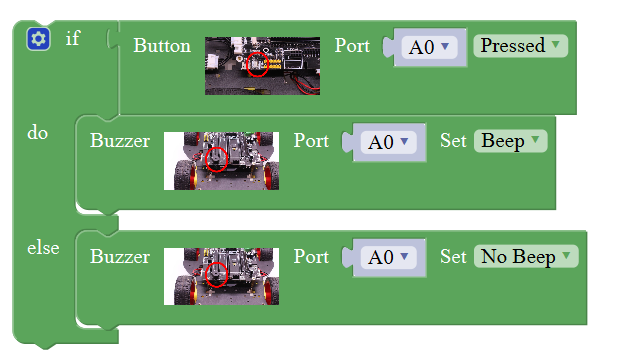 if Button Port A0 Pressed
do Buzzer Port A0 Set Beep
else Buzzer Port A0 Set No Beep